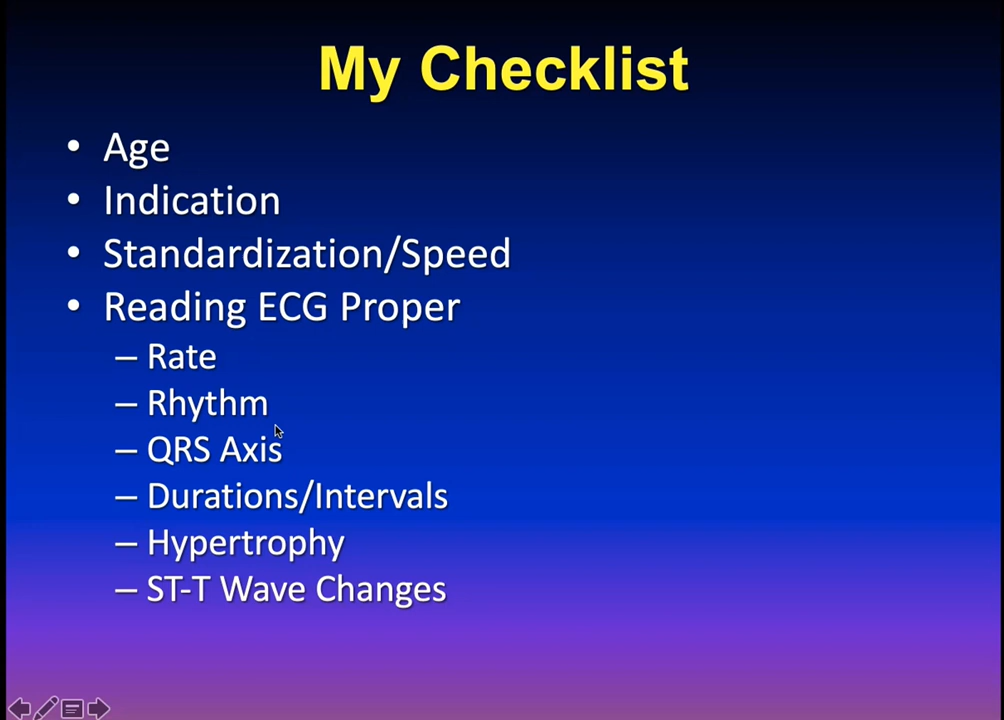 My Checklist
• Age
• Indication
• Standardization/Speed
• Reading ECG Proper
– Rate
– Rhythm
– QRS Axis
– Durations/Intervals
– Hypertrophy
– ST-T Wave Changes